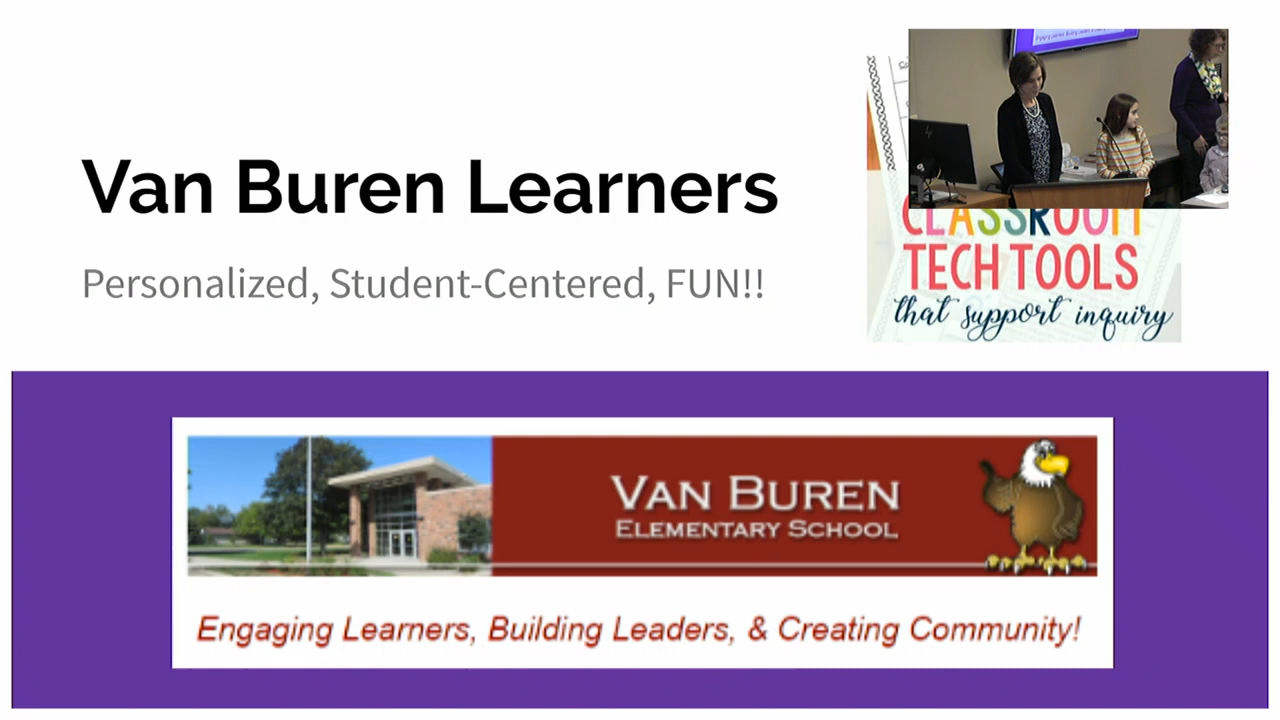 Van Buren Learners
Personalized, Student-Centered, FUN!!
CLASSROOM
TECH TOOLS
that support inquiry
VAN BUREN
ELEMENTARY SCHOOL
Engaging Learners, Building Leaders, & Creating Community!